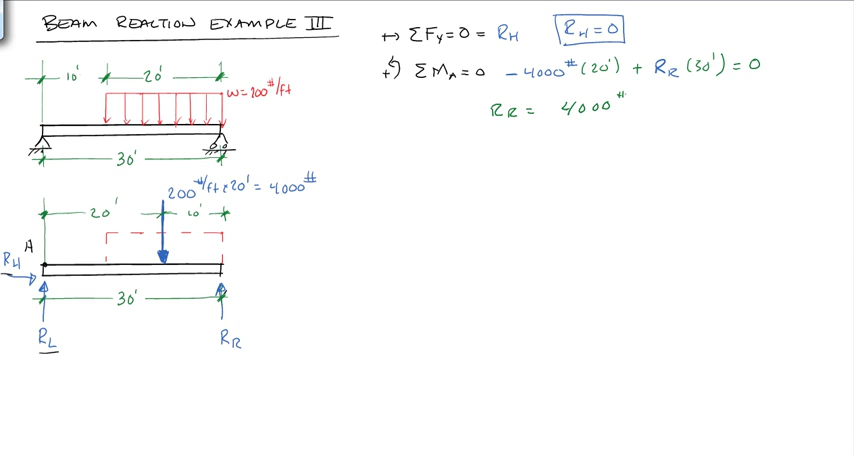 BEAM REACTION EXAMPLE III
10' 20'
w=200#/ft
30'
200#/ft x 20' = 4000#
20' 10'
A
RH
30'
RL RR
↔ ΣFy=0 = RH RH=0
+↺ ΣMA=0 -4000#(20') + RR(30')=0
RR = 4000#